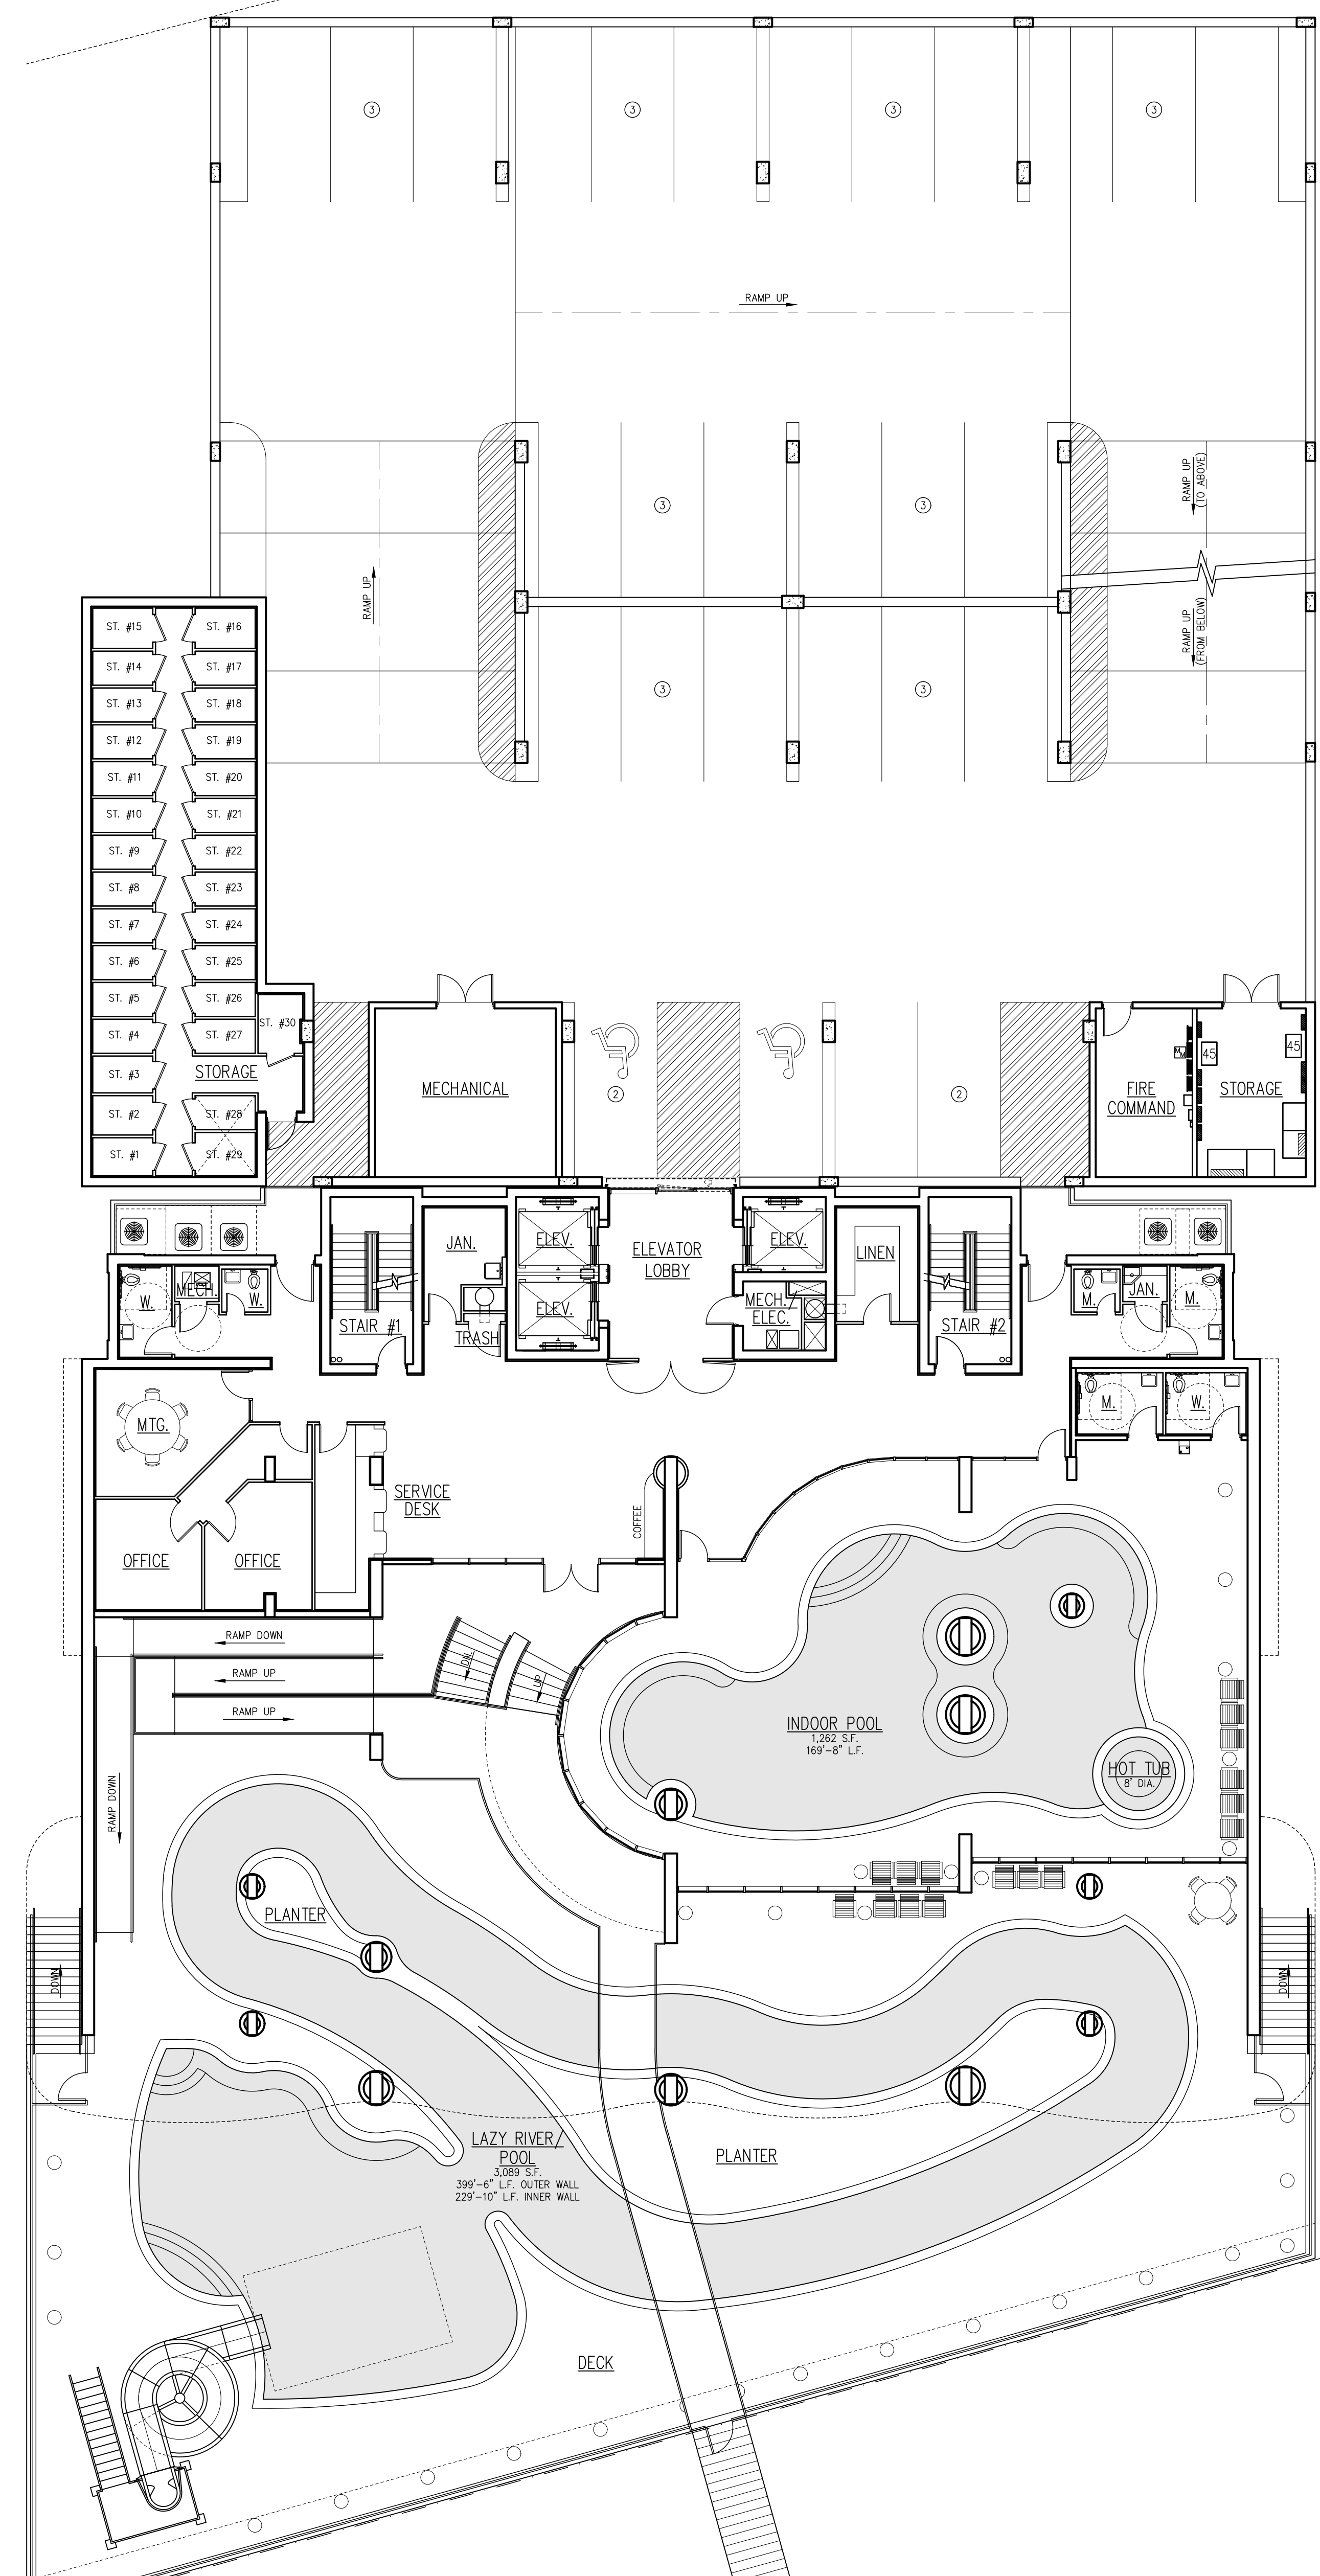 3
3
3
3
RAMP UP
3
3
RAMP UP
(TO ABOVE)
RAMP UP
RAMP UP
(FROM BELOW)
3
3
ST. #15
ST. #16
ST. #14
ST. #17
ST. #13
ST. #18
ST. #12
ST. #19
ST. #11
ST. #20
ST. #10
ST. #21
ST. #9
ST. #22
ST. #8
ST. #23
ST. #7
ST. #24
ST. #6
ST. #25
ST. #5
ST. #26
ST. #4
ST. #27
ST. #30
ST. #3
STORAGE
ST. #2
ST. #28
ST. #1
ST. #29
MECHANICAL
2
2
FIRE
COMMAND
45
45
STORAGE
W.
MECH.
W.
STAIR #1
JAN.
TRASH
ELEV.
ELEV.
ELEVATOR
LOBBY
ELEV.
MECH./
ELEC.
LINEN
STAIR #2
M.
JAN.
M.
MTG.
M.
W.
SERVICE
DESK
COFFEE
OFFICE
OFFICE
RAMP DOWN
RAMP UP
RAMP UP
DN.
UP
RAMP DOWN
INDOOR POOL
1,262 S.F.
169'-8" L.F.
HOT TUB
8' DIA.
PLANTER
DOWN
DOWN
LAZY RIVER/
POOL
3,089 S.F.
399'-6" L.F. OUTER WALL
229'-10" L.F. INNER WALL
PLANTER
DECK